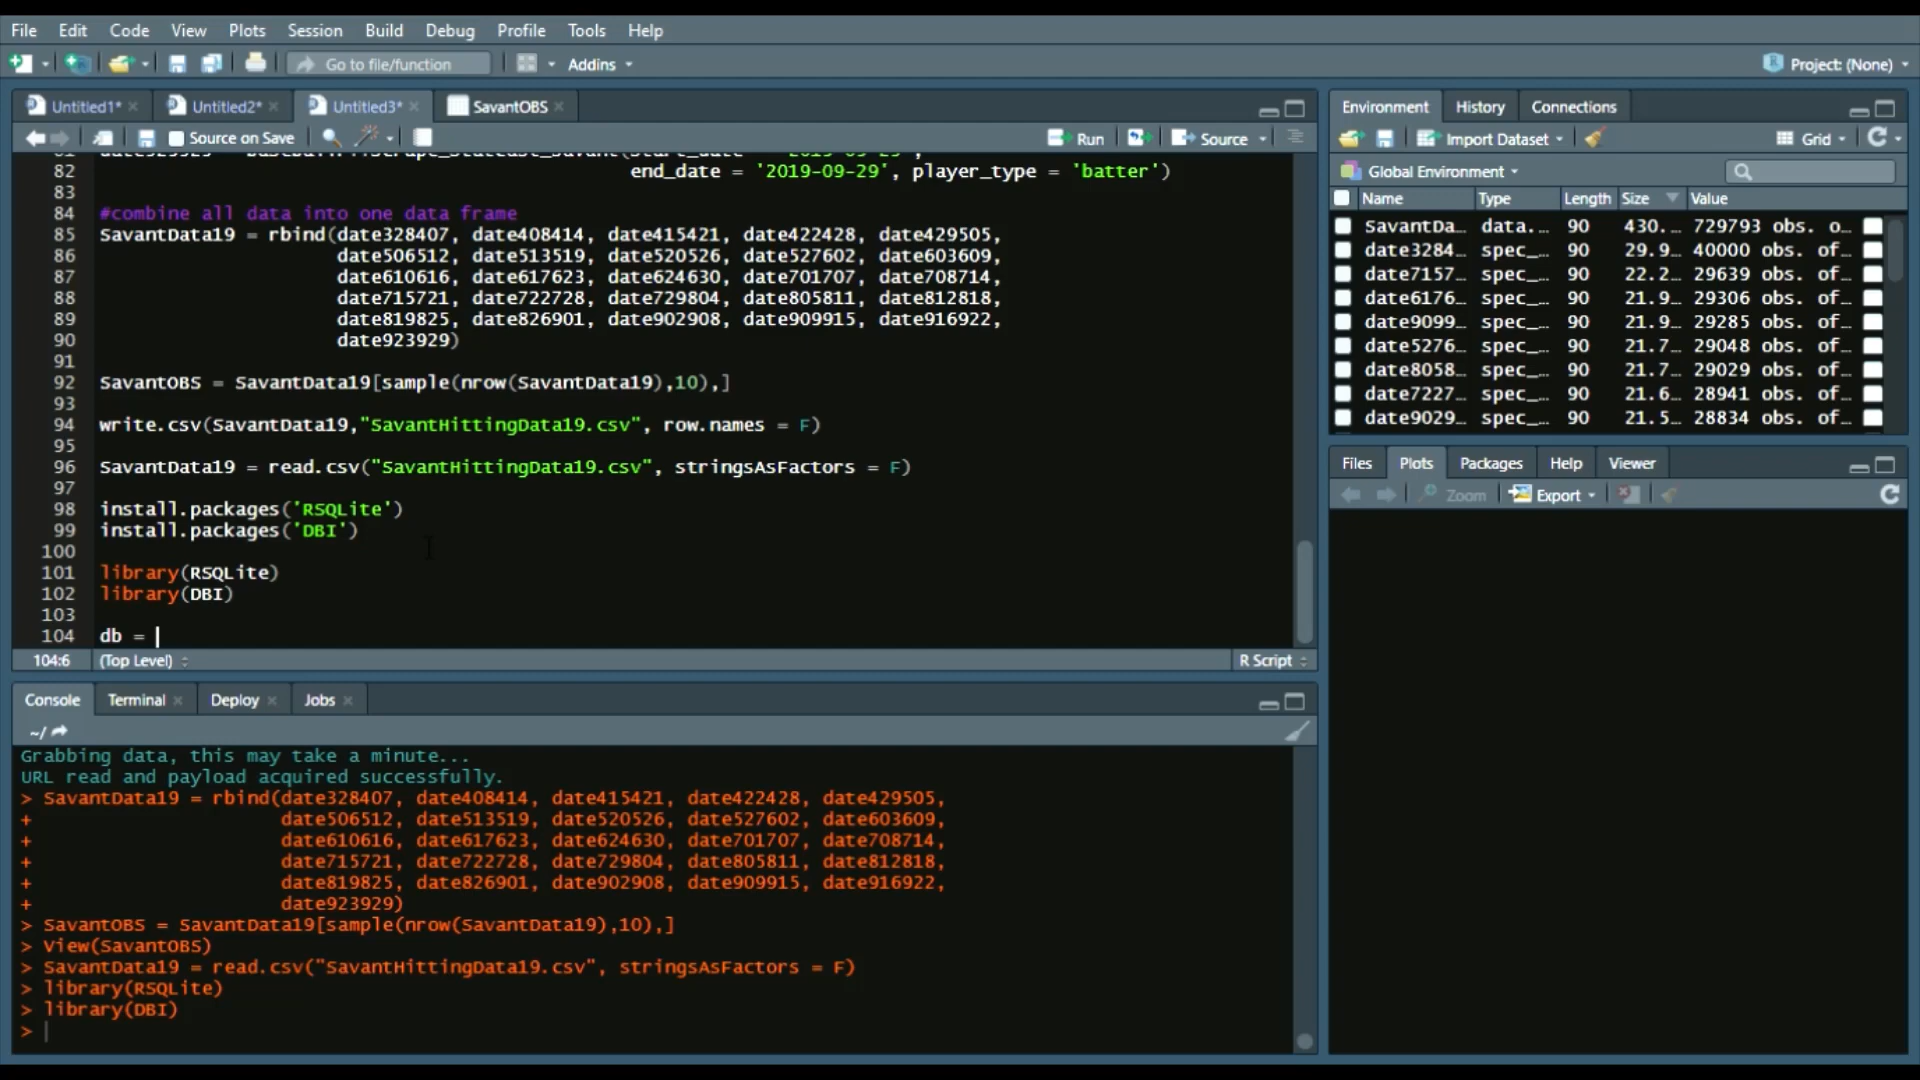 File Edit Code View Plots Session Build Debug Profile Tools Help
Go to file/function Addins Project: (None)
Untitled1* Untitled2* Untitled3* SavantOBS
Source on Save Run Source
82 end_date = '2019-09-29', player_type = 'batter')
83
84 #combine all data into one data frame
85 SavantData19 = rbind(date328407, date408414, date415421, date422428, date429505,
86 date506512, date513519, date520526, date527602, date603609,
87 date610616, date617623, date624630, date701707, date708714,
88 date715721, date722728, date729804, date805811, date812818,
89 date819825, date826901, date902908, date909915, date916922,
90 date923929)
91
92 SavantOBS = SavantData19[sample(nrow(SavantData19),10),]
93
94 write.csv(SavantData19,"SavantHittingData19.csv", row.names = F)
95
96 SavantData19 = read.csv("SavantHittingData19.csv", stringsAsFactors = F)
97
98 install.packages('RSQLite')
99 install.packages('DBI')
100
101 library(RSQLite)
102 library(DBI)
103
104 db =
104:6 (Top Level) R Script
Console Terminal Deploy Jobs
~/
Grabbing data, this may take a minute...
URL read and payload acquired successfully.
> SavantData19 = rbind(date328407, date408414, date415421, date422428, date429505,
+ date506512, date513519, date520526, date527602, date603609,
+ date610616, date617623, date624630, date701707, date708714,
+ date715721, date722728, date729804, date805811, date812818,
+ date819825, date826901, date902908, date909915, date916922,
+ date923929)
> SavantOBS = SavantData19[sample(nrow(SavantData19),10),]
> View(SavantOBS)
> SavantData19 = read.csv("SavantHittingData19.csv", stringsAsFactors = F)
> library(RSQLite)
> library(DBI)
>
Environment History Connections
Import Dataset Grid
Global Environment
Name Type Length Size Value
SavantDa... data.... 90 430.... 729793 obs. o...
date3284... spec_... 90 29.9... 40000 obs. of...
date7157... spec_... 90 22.2... 29639 obs. of...
date6176... spec_... 90 21.9... 29306 obs. of...
date9099... spec_... 90 21.9... 29285 obs. of...
date5276... spec_... 90 21.7... 29048 obs. of...
date8058... spec_... 90 21.7... 29029 obs. of...
date7227... spec_... 90 21.6... 28941 obs. of...
date9029... spec_... 90 21.5... 28834 obs. of...
Files Plots Packages Help Viewer
Zoom Export